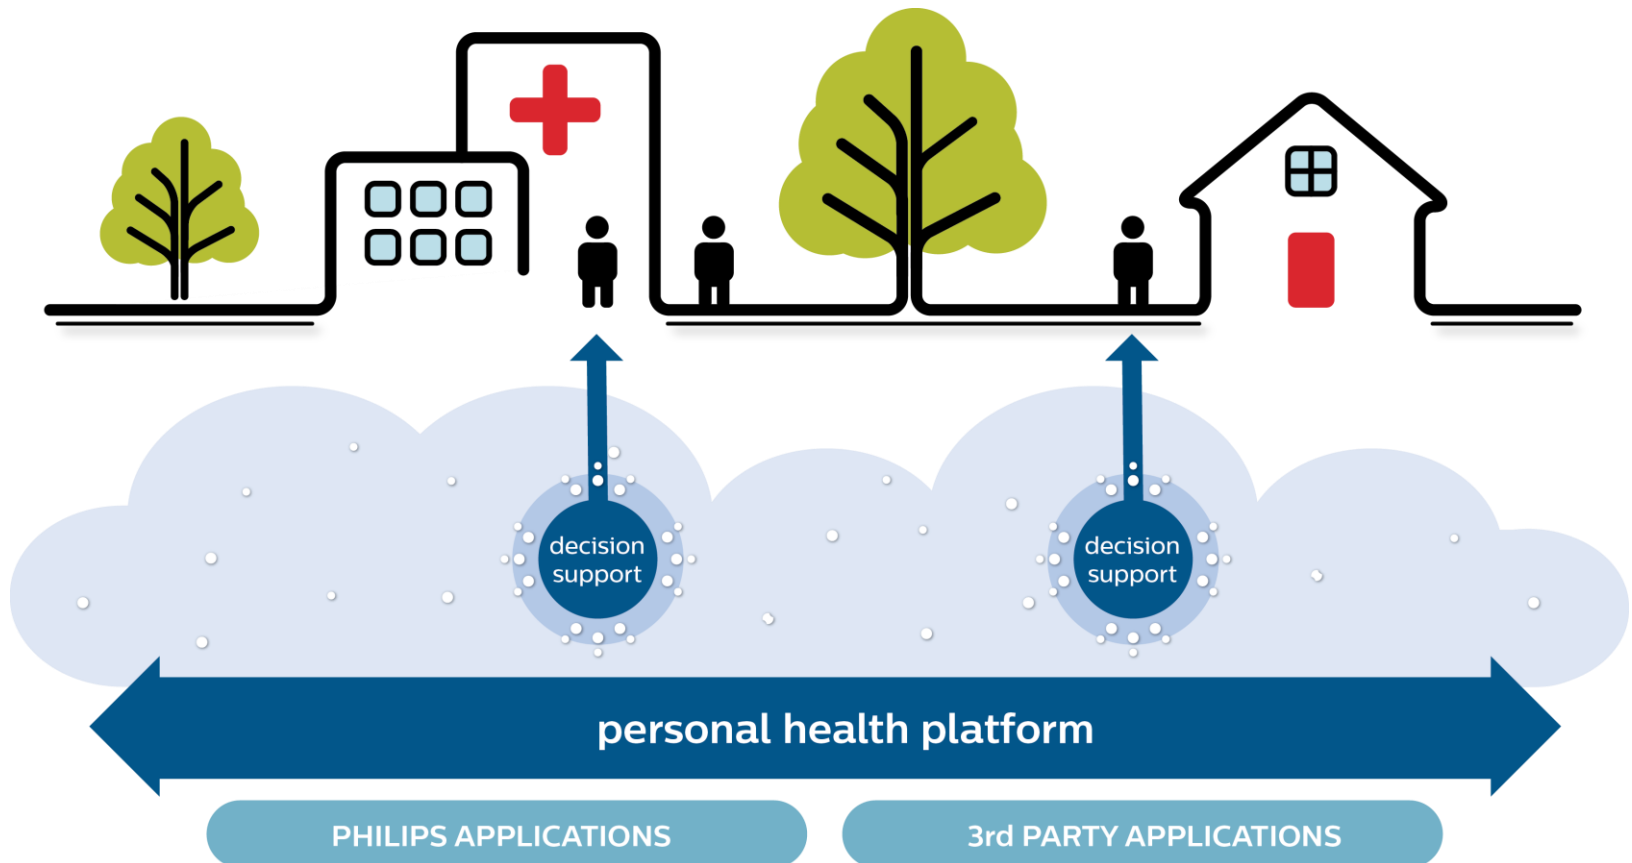 decision
support
decision
support
personal health platform
PHILIPS APPLICATIONS
3rd PARTY APPLICATIONS